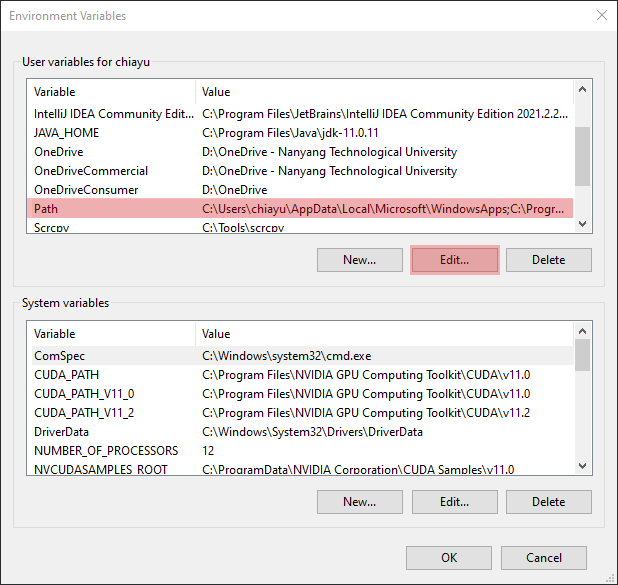 Environment Variables
User variables for chiayu
Variable Value
IntelliJ IDEA Community Edit... C:\Program Files\JetBrains\IntelliJ IDEA Community Edition 2021.2.2...
JAVA_HOME C:\Program Files\Java\jdk-11.0.11
OneDrive D:\OneDrive - Nanyang Technological University
OneDriveCommercial D:\OneDrive - Nanyang Technological University
OneDriveConsumer D:\OneDrive
Path C:\Users\chiayu\AppData\Local\Microsoft\WindowsApps;C:\Progr...
Scrcpy C:\Tools\scrcpy
New... Edit... Delete
System variables
Variable Value
ComSpec C:\Windows\system32\cmd.exe
CUDA_PATH C:\Program Files\NVIDIA GPU Computing Toolkit\CUDA\v11.0
CUDA_PATH_V11_0 C:\Program Files\NVIDIA GPU Computing Toolkit\CUDA\v11.0
CUDA_PATH_V11_2 C:\Program Files\NVIDIA GPU Computing Toolkit\CUDA\v11.2
DriverData C:\Windows\System32\Drivers\DriverData
NUMBER_OF_PROCESSORS 12
NVCUDASAMPLES_ROOT C:\ProgramData\NVIDIA Corporation\CUDA Samples\v11.0
New... Edit... Delete
OK Cancel